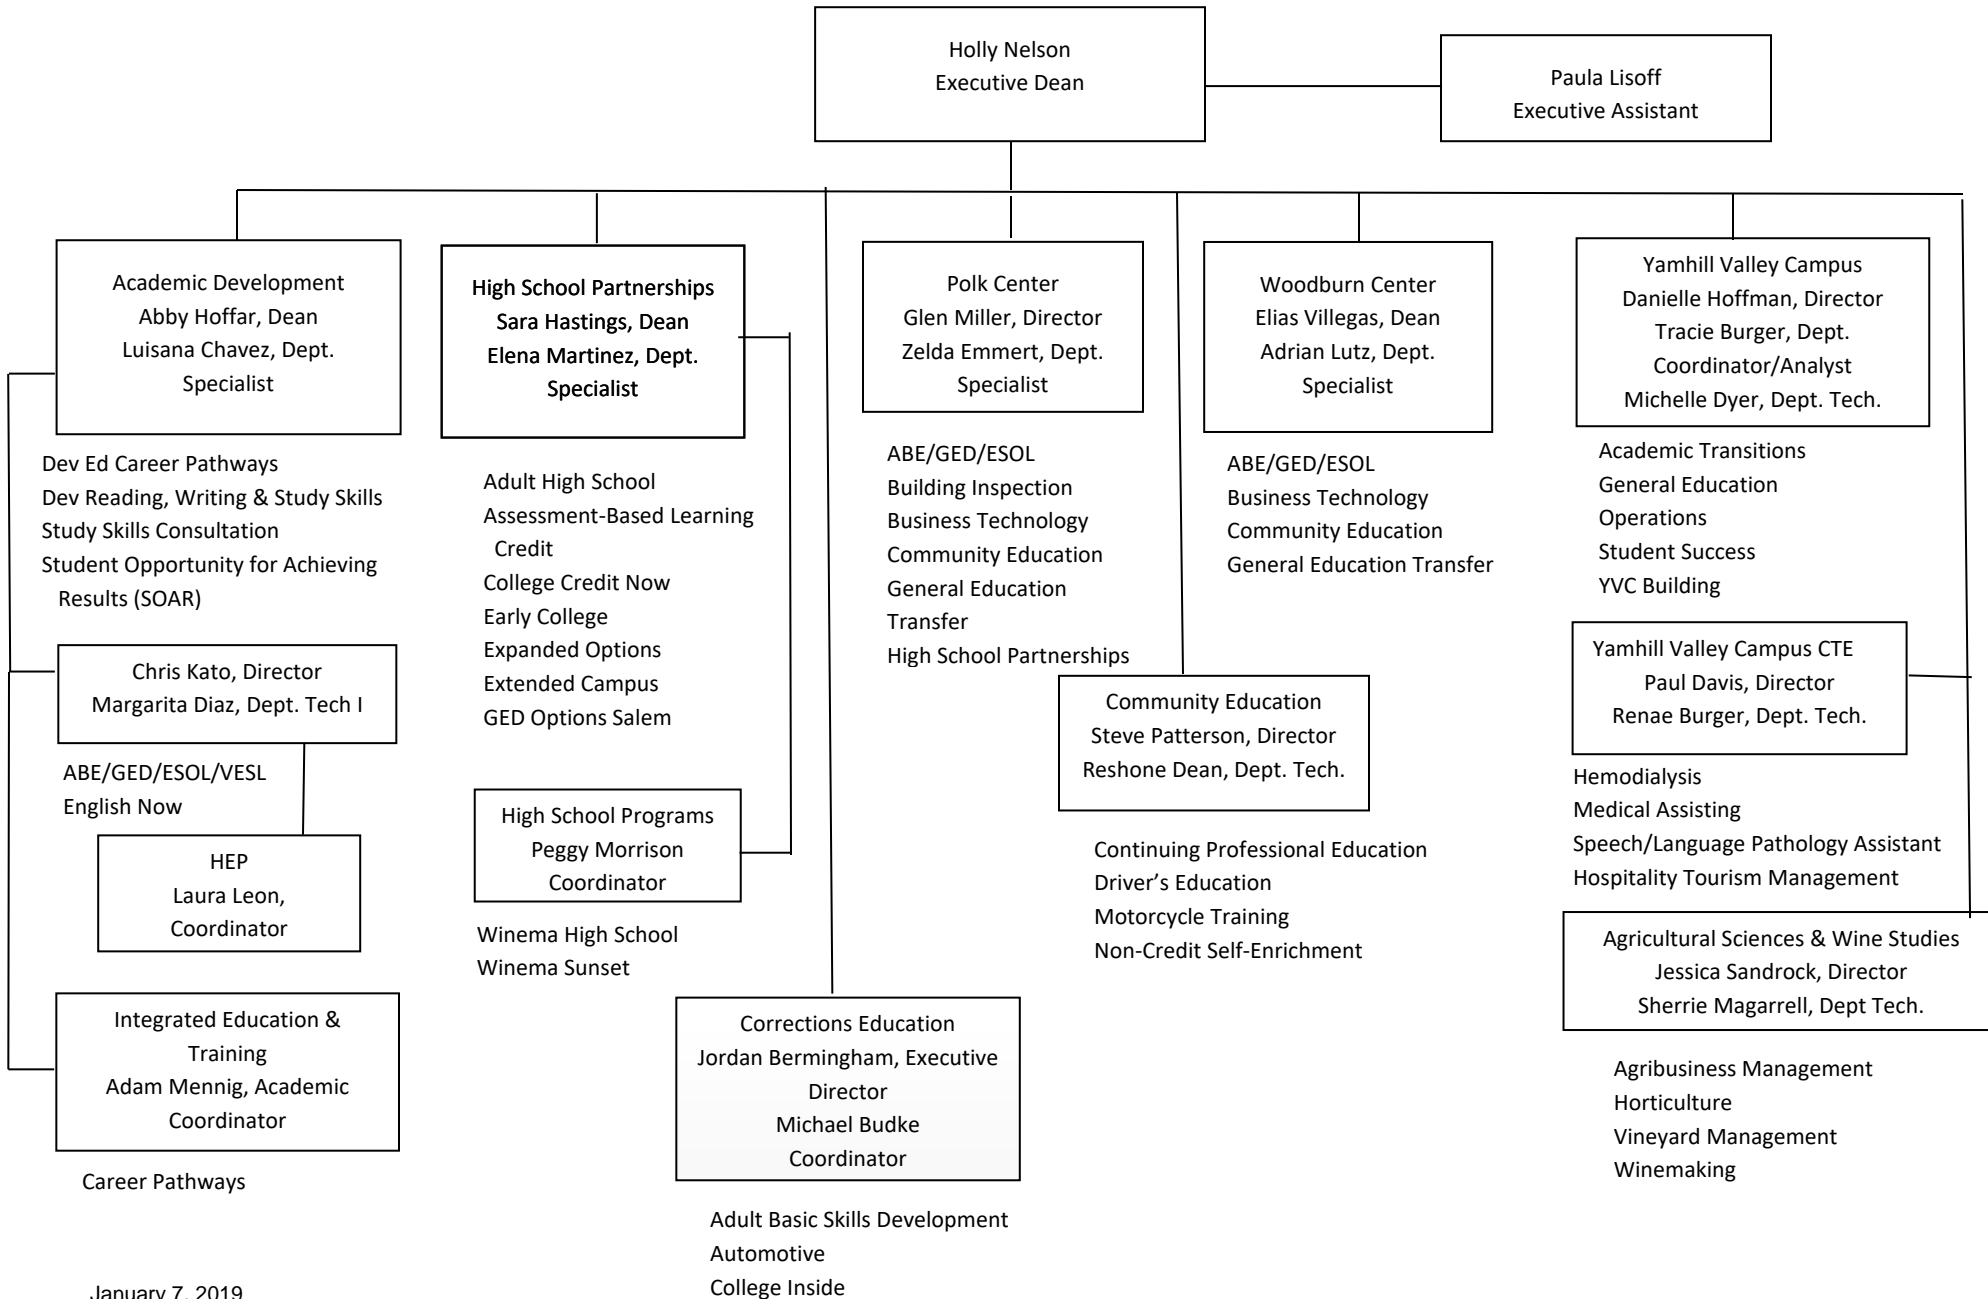 Holly Nelson
Executive Dean
Paula Lisoff
Executive Assistant
Academic Development
Abby Hoffar, Dean
Luisana Chavez, Dept.
Specialist
Dev Ed Career Pathways
Dev Reading, Writing & Study Skills
Study Skills Consultation
Student Opportunity for Achieving
Results (SOAR)
Chris Kato, Director
Margarita Diaz, Dept. Tech I
ABE/GED/ESOL/VESL
English Now
HEP
Laura Leon,
Coordinator
Integrated Education &
Training
Adam Mennig, Academic
Coordinator
Career Pathways
High School Partnerships
Sara Hastings, Dean
Elena Martinez, Dept.
Specialist
Adult High School
Assessment-Based Learning
Credit
College Credit Now
Early College
Expanded Options
Extended Campus
GED Options Salem
High School Programs
Peggy Morrison
Coordinator
Winema High School
Winema Sunset
Corrections Education
Jordan Bermingham, Executive
Director
Michael Budke
Coordinator
Adult Basic Skills Development
Automotive
College Inside
Polk Center
Glen Miller, Director
Zelda Emmert, Dept.
Specialist
ABE/GED/ESOL
Building Inspection
Business Technology
Community Education
General Education
Transfer
High School Partnerships
Community Education
Steve Patterson, Director
Reshone Dean, Dept. Tech.
Continuing Professional Education
Driver’s Education
Motorcycle Training
Non-Credit Self-Enrichment
Woodburn Center
Elias Villegas, Dean
Adrian Lutz, Dept.
Specialist
ABE/GED/ESOL
Business Technology
Community Education
General Education Transfer
Yamhill Valley Campus
Danielle Hoffman, Director
Tracie Burger, Dept.
Coordinator/Analyst
Michelle Dyer, Dept. Tech.
Academic Transitions
General Education
Operations
Student Success
YVC Building
Yamhill Valley Campus CTE
Paul Davis, Director
Renae Burger, Dept. Tech.
Hemodialysis
Medical Assisting
Speech/Language Pathology Assistant
Hospitality Tourism Management
Agricultural Sciences & Wine Studies
Jessica Sandrock, Director
Sherrie Magarrell, Dept Tech.
Agribusiness Management
Horticulture
Vineyard Management
Winemaking
January 7, 2019